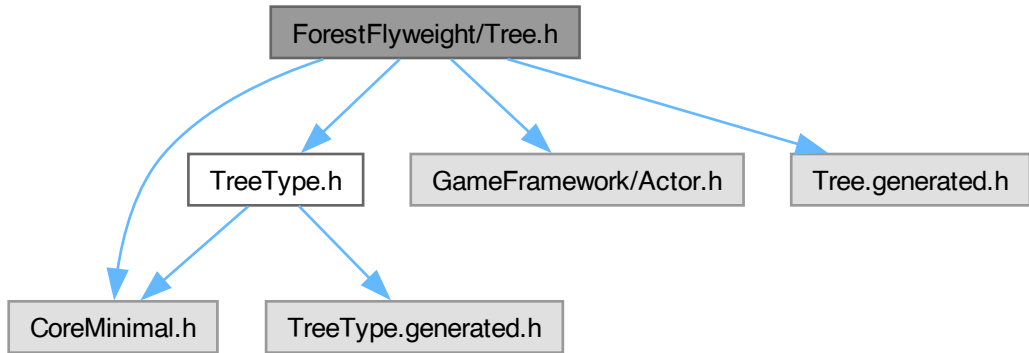 ForestFlyweight/Tree.h
TreeType.h
GameFramework/Actor.h
Tree.generated.h
CoreMinimal.h
TreeType.generated.h